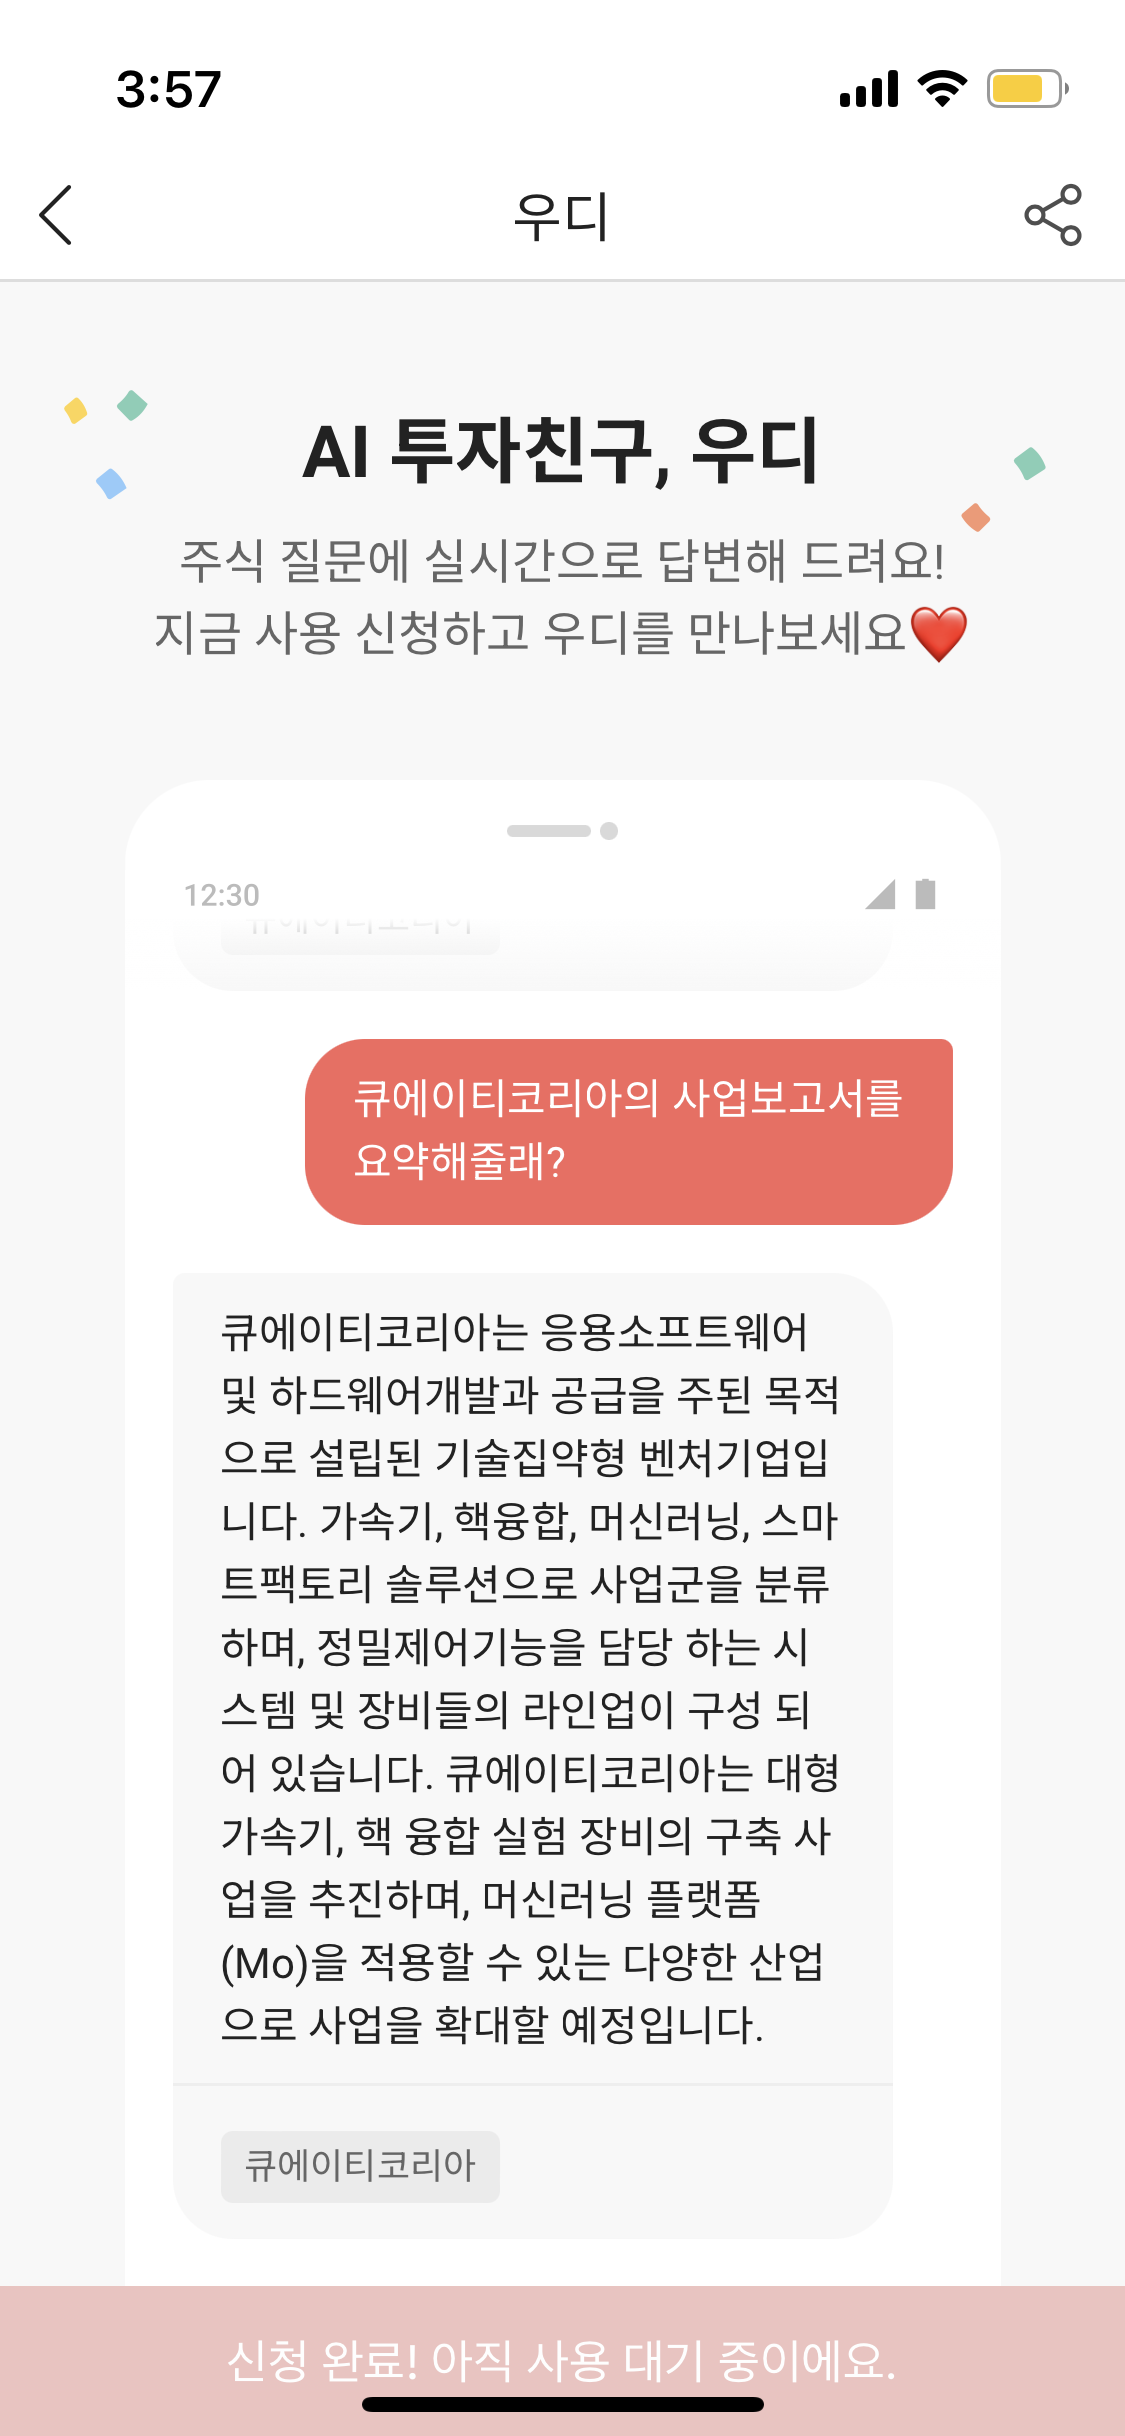 3:57
우디
AI 투자친구, 우디
주식 질문에 실시간으로 답변해 드려요!
지금 사용 신청하고 우디를 만나보세요❤️
12:30
큐에이티코리아의 사업보고서를
요약해줄래?
큐에이티코리아는 응용소프트웨어
및 하드웨어개발과 공급을 주된 목적
으로 설립된 기술집약형 벤처기업입
니다. 가속기, 핵융합, 머신러닝, 스마
트팩토리 솔루션으로 사업군을 분류
하며, 정밀제어기능을 담당 하는 시
스템 및 장비들의 라인업이 구성 되
어 있습니다. 큐에이티코리아는 대형
가속기, 핵 융합 실험 장비의 구축 사
업을 추진하며, 머신러닝 플랫폼
(Mo)을 적용할 수 있는 다양한 산업
으로 사업을 확대할 예정입니다.
큐에이티코리아
신청 완료! 아직 사용 대기 중이에요.